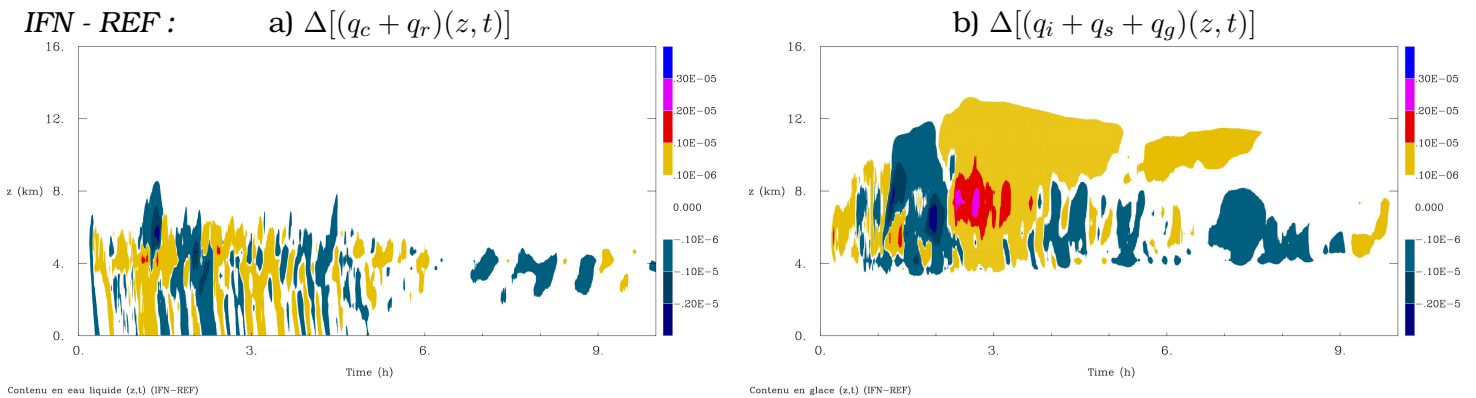 IFN - REF : a) Δ[(q_c + q_r)(z, t)]
16.
12.
z (km) 8.
4.
0.
0. 3. 6. 9.
Time (h)
.30E−05
.20E−05
.10E−05
.10E−06
0.000
−.10E−6
−.10E−5
−.20E−5
Contenu en eau liquide (z,t) (IFN−REF)
b) Δ[(q_i + q_s + q_g)(z, t)]
16.
12.
z (km) 8.
4.
0.
0. 3. 6. 9.
Time (h)
.30E−05
.20E−05
.10E−05
.10E−06
0.000
−.10E−6
−.10E−5
−.20E−5
Contenu en glace (z,t) (IFN−REF)